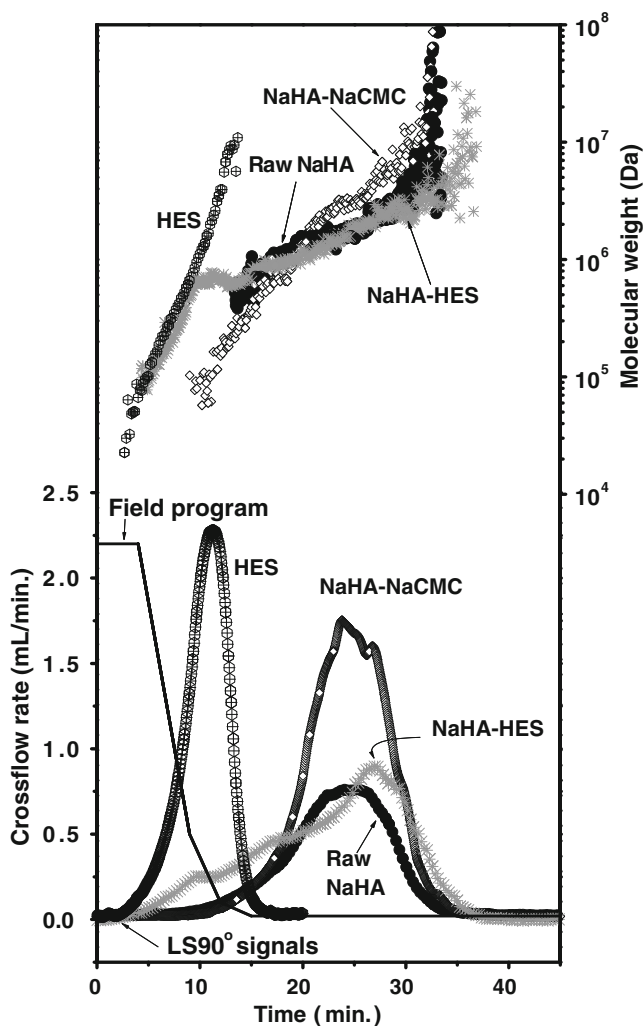 10⁸
NaHA-NaCMC
10⁷
Raw NaHA
HES
10⁶
NaHA-HES
Molecular weight (Da)
10⁵
10⁴
2.5
Field program
HES
2.0
NaHA-NaCMC
1.5
NaHA-HES
1.0
Crossflow rate (mL/min.)
0.5
Raw
NaHA
0.0
LS90° signals
0 10 20 30 40
Time (min.)